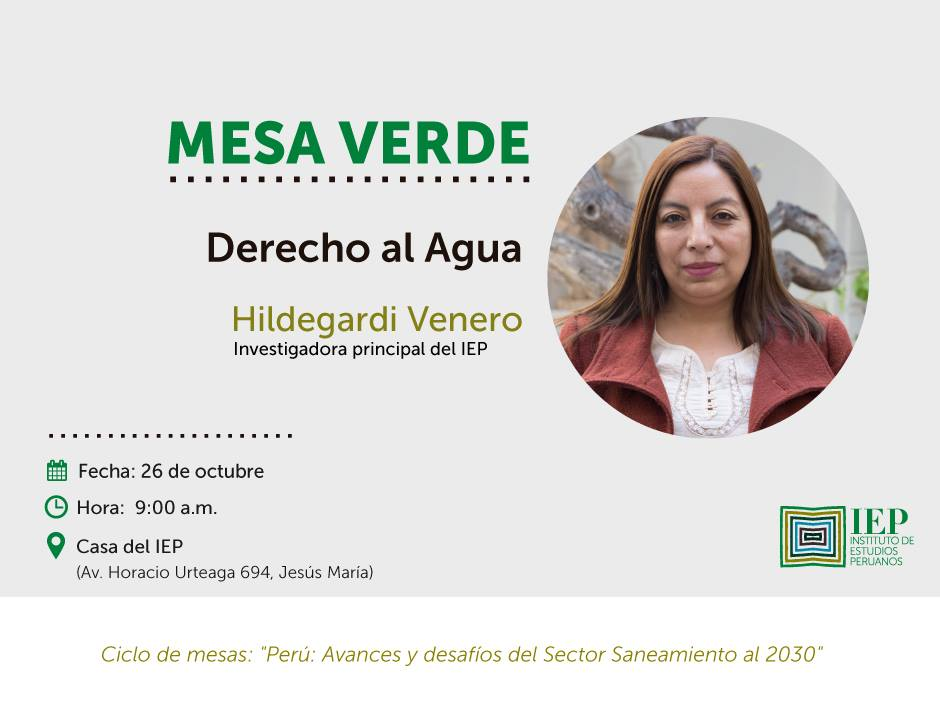 MESA VERDE
Derecho al Agua
Hildegardi Venero
Investigadora principal del IEP
Fecha: 26 de octubre
Hora: 9:00 a.m.
Casa del IEP
(Av. Horacio Urteaga 694, Jesús María)
IEP
INSTITUTO DE
ESTUDIOS
PERUANOS
Ciclo de mesas: "Perú: Avances y desafíos del Sector Saneamiento al 2030"